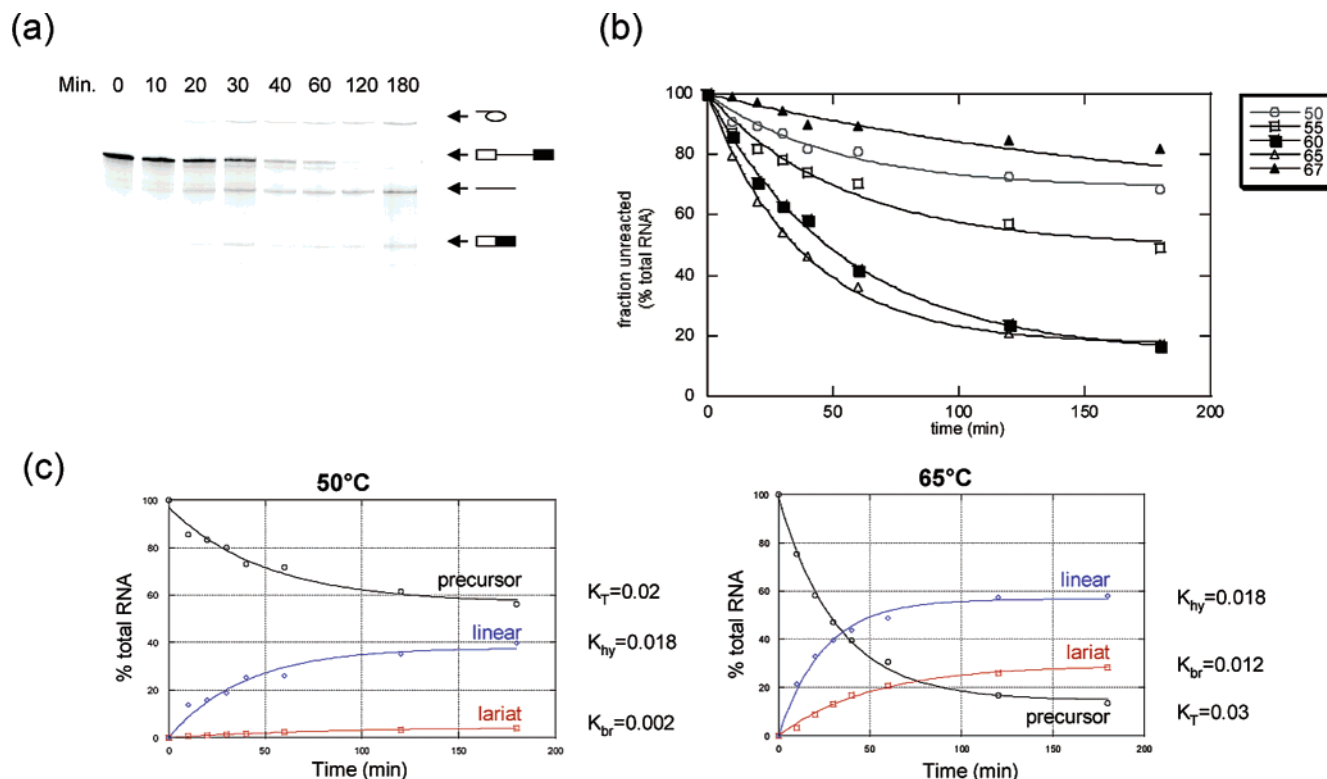 (a)
Min. 0 10 20 30 40 60 120 180
(b)
100
80
60
40
20
0
fraction unreacted
(% total RNA)
0 50 100 150 200
time (min)
50
55
60
65
67
(c)
50°C
100
80
60
40
20
0
% total RNA
0 50 100 150 200
Time (min)
precursor
linear
lariat
K_T=0.02
K_hy=0.018
K_br=0.002
65°C
100
80
60
40
20
0
% total RNA
0 50 100 150 200
Time (min)
linear
lariat
precursor
K_hy=0.018
K_br=0.012
K_T=0.03